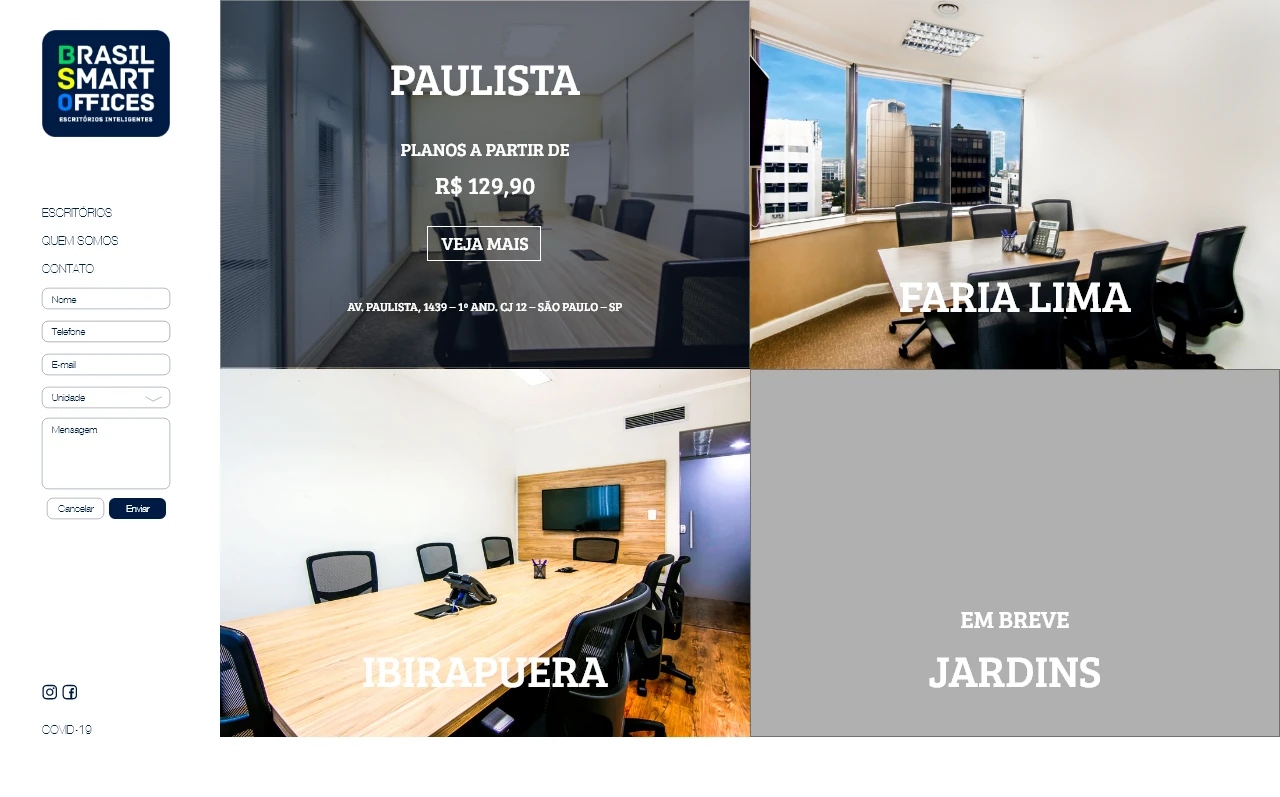 BRASIL
SMART
OFFICES
ESCRITÓRIOS INTELIGENTES
ESCRITÓRIOS
QUEM SOMOS
CONTATO
Nome
Telefone
E-mail
Unidade
Mensagem
Cancelar
Enviar
COVID-19
PAULISTA
PLANOS A PARTIR DE
R$ 129,90
VEJA MAIS
AV. PAULISTA, 1439 – 1º AND. CJ 12 – SÃO PAULO – SP
FARIA LIMA
IBIRAPUERA
EM BREVE
JARDINS